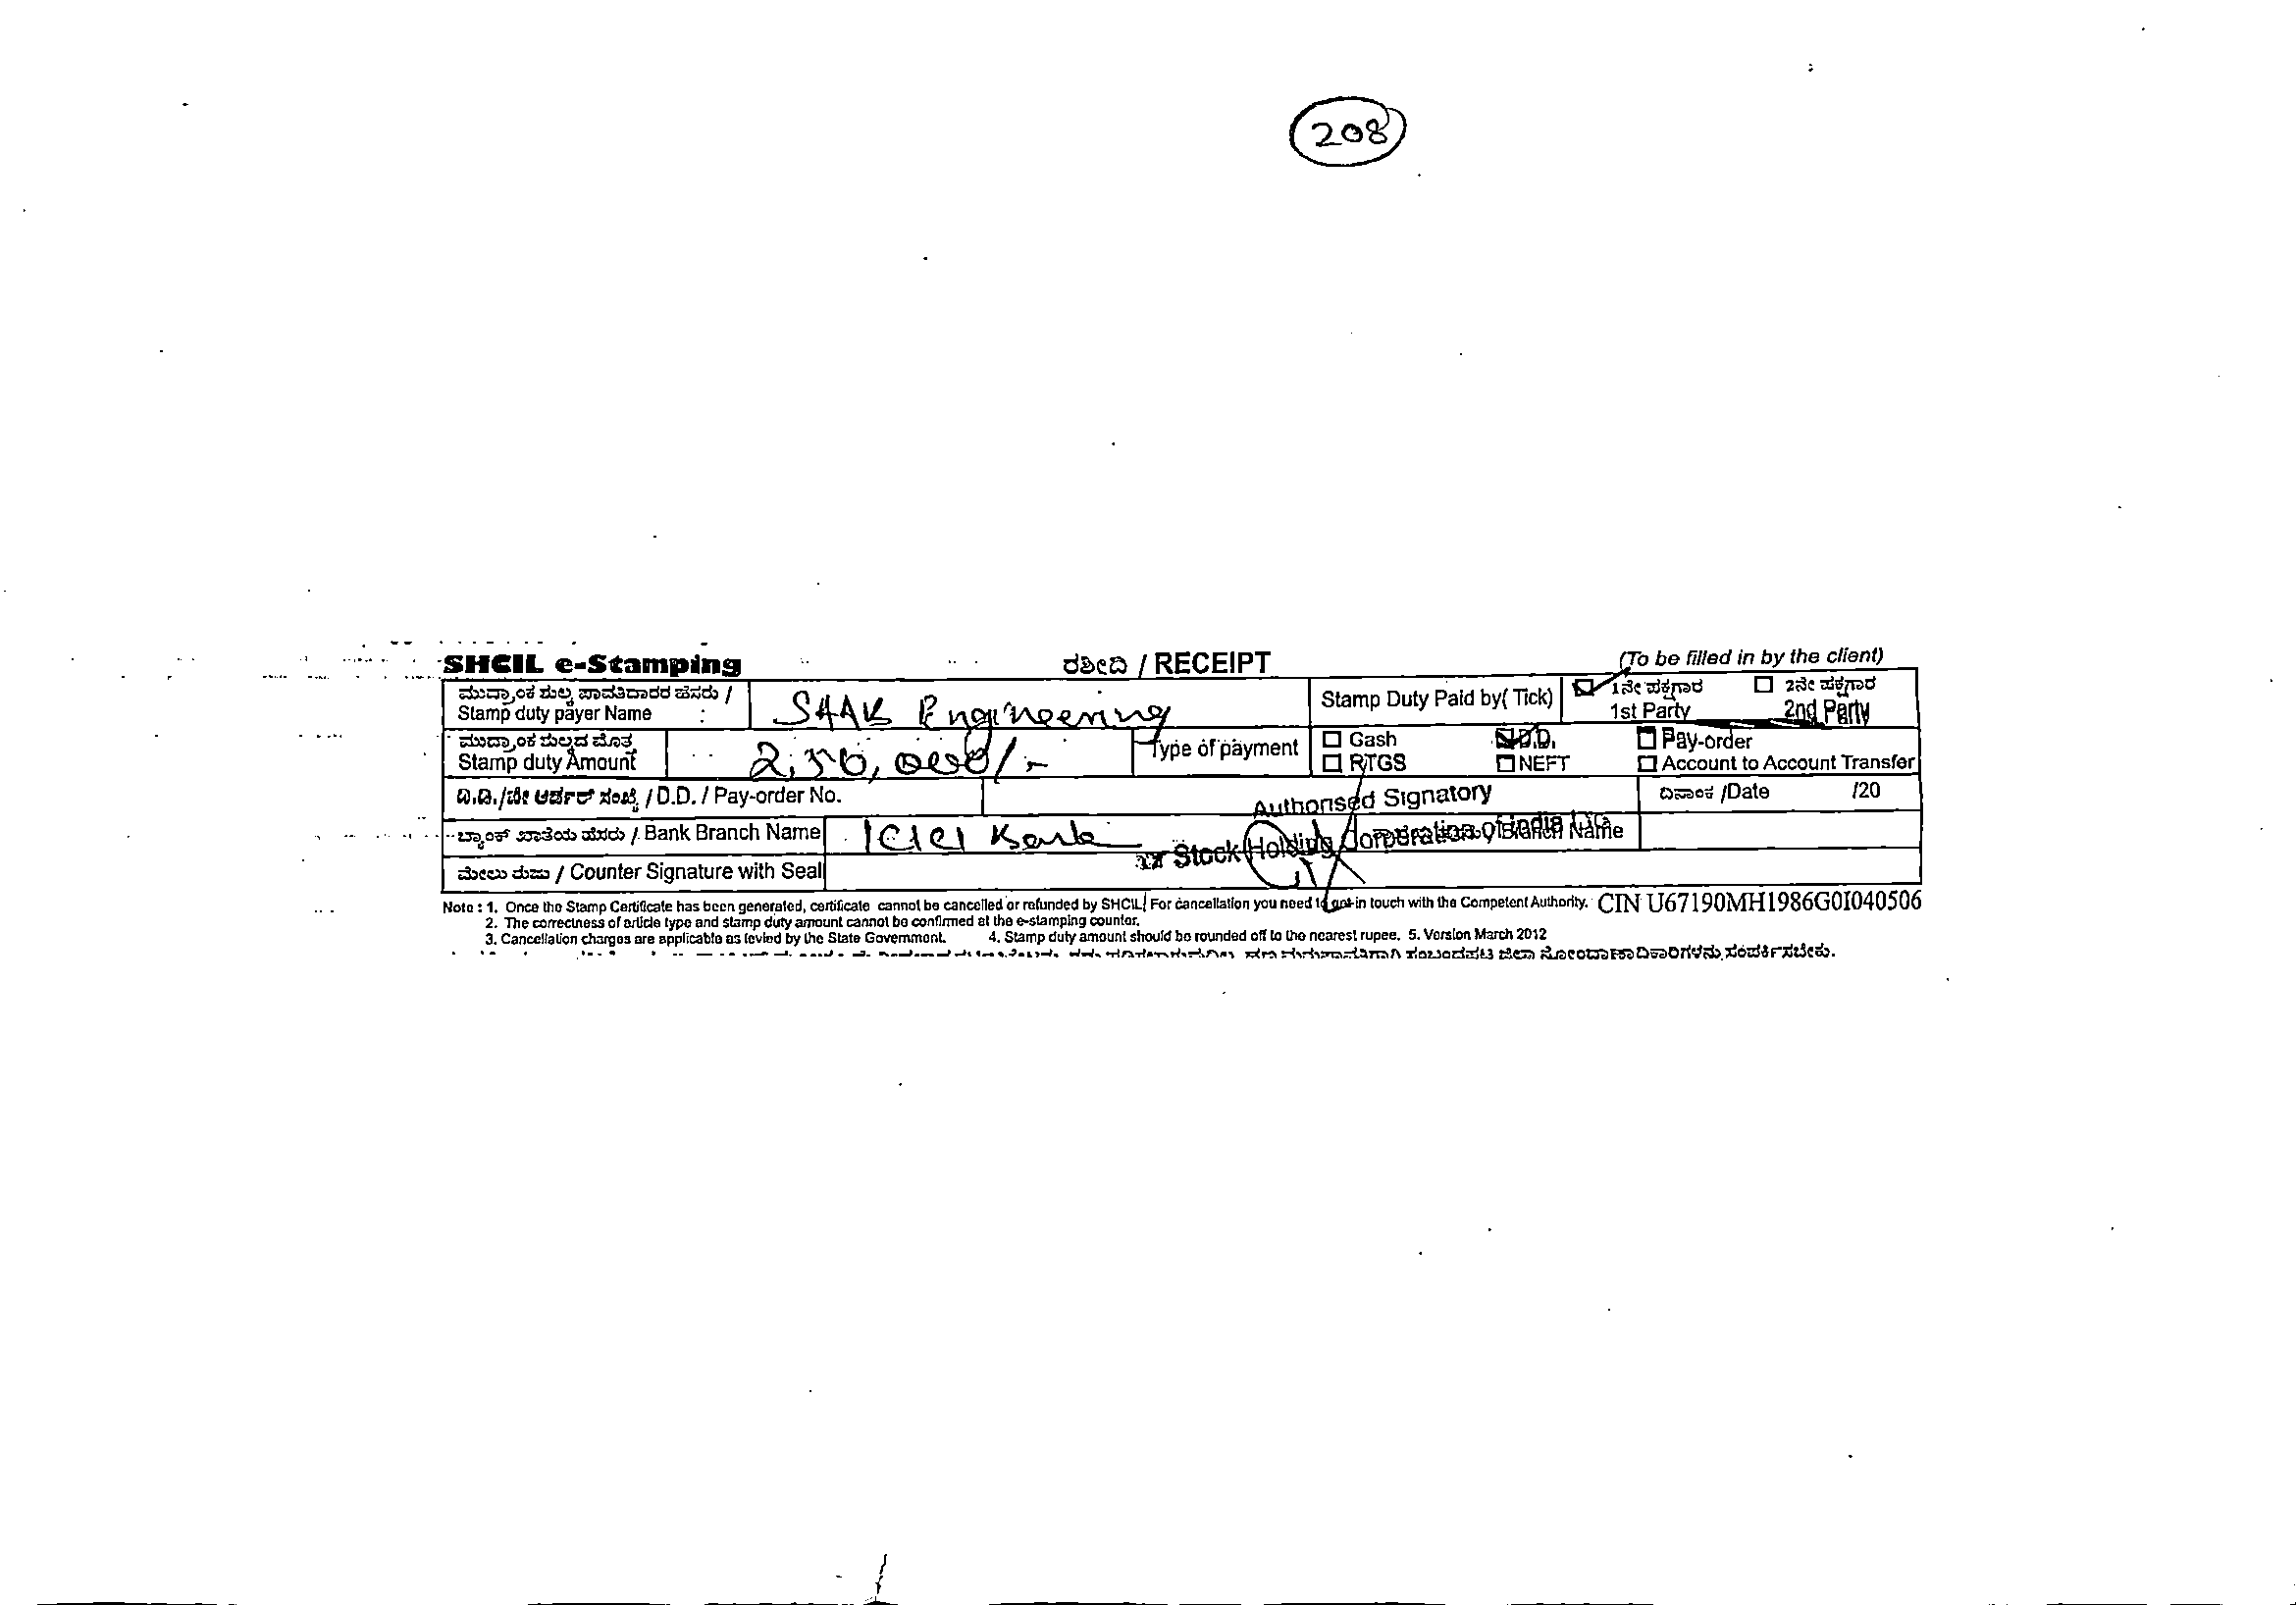 208
SHCIL e-Stamping ರಶೀದಿ / RECEIPT (To be filled in by the client)
ಮುದ್ರಾಂಕ ಶುಲ್ಕ ಪಾವತಿದಾರರ ಹೆಸರು /
Stamp duty payer Name : SHAK Engineering
Stamp Duty Paid by( Tick) 1ನೇ ಪಕ್ಷಗಾರ 2ನೇ ಪಕ್ಷಗಾರ
1st Party 2nd Party
ಮುದ್ರಾಂಕ ಶುಲ್ಕದ ಮೊತ್ತ
Stamp duty Amount 2,50,000/-
Type of payment Cash D.D. Pay-order
RTGS NEFT Account to Account Transfer
ಡಿ.ಡಿ./ಪೇ ಆರ್ಡರ್ ಸಂಖ್ಯೆ / D.D. / Pay-order No. ದಿನಾಂಕ /Date /20
Authorised Signatory
ಬ್ಯಾಂಕ್ ಖಾತೆಯ ಹೆಸರು / Bank Branch Name ICICI Bank Branch Name
Stock Holding Corporation of India Ltd
ಮೇಲು ರುಜು / Counter Signature with Seal
Note : 1. Once the Stamp Certificate has been generated, certificate cannot be cancelled or refunded by SHCIL. For cancellation you need to get in touch with the Competent Authority. CIN U67190MH1986G0I040506
2. The correctness of article type and stamp duty amount cannot be confirmed at the e-stamping counter.
3. Cancellation charges are applicable as levied by the State Government. 4. Stamp duty amount should be rounded off to the nearest rupee. 5. Version March 2012
ಸಂಬಂದಪಟ್ಟ ಜಿಲ್ಲಾ ನೋಂದಾಣಾದಿಕಾರಿಗಳನ್ನು ಸಂಪರ್ಕಿಸಬೇಕು.